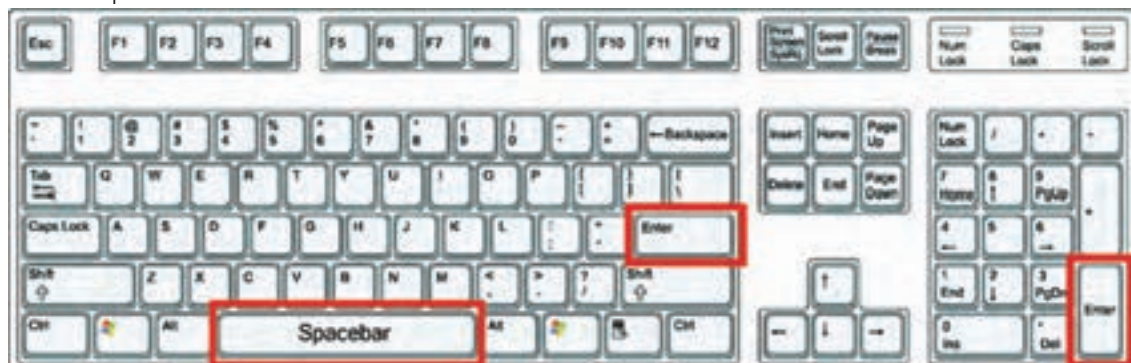 Esc F1 F2 F3 F4 F5 F6 F7 F8 F9 F10 F11 F12 Print Screen SysRq Scroll Lock Pause Break Num Lock Caps Lock Scroll Lock
! @ # $ % & ( )
1 2 3 4 5 6 7 8 9 0 Backspace Insert Home Page Up Num Lock /
Tab Q W E R T Y U I O P Delete End Page Down 7 Home 8 ↑ 9 PgUp
Caps Lock A S D F G H J K L Enter 4 ← 5 6 → +
Shift Z X C V B N M < > ? / Shift ↑ 1 End 2 ↓ 3 PgDn Enter
Ctrl Alt Spacebar Alt Ctrl ← ↓ → 0 Ins . Del